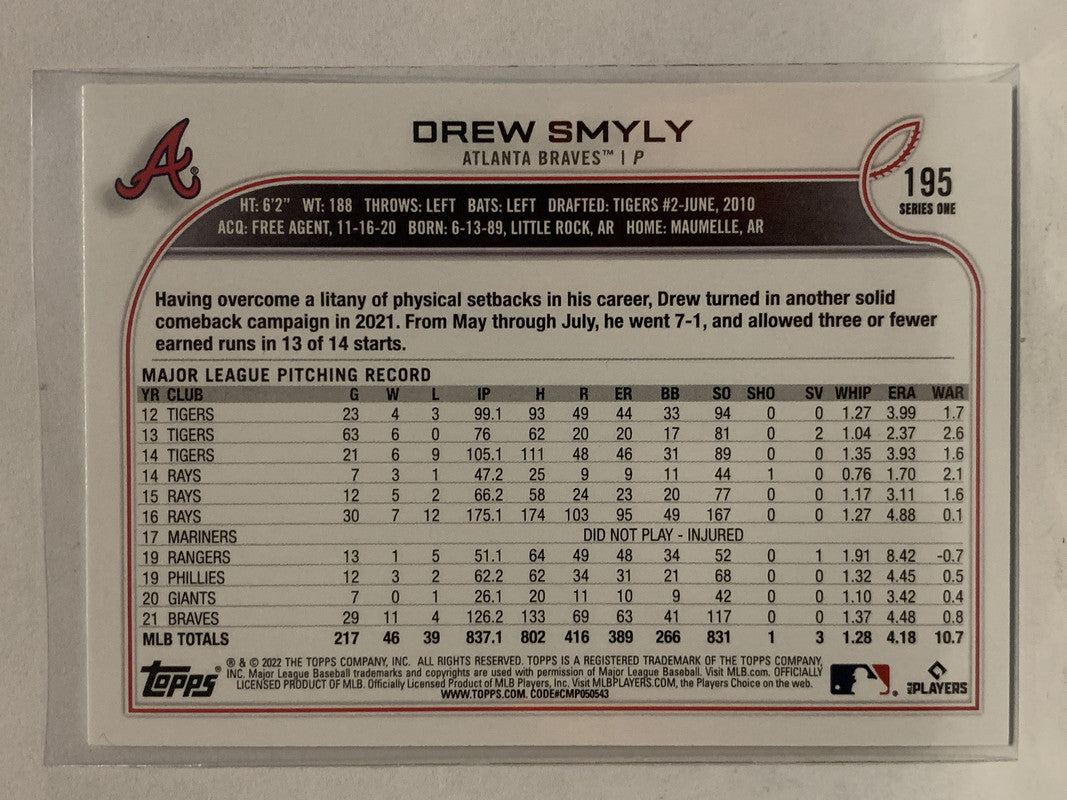 DREW SMYLY
ATLANTA BRAVES™ | P
195
SERIES ONE
HT: 6'2" WT: 188 THROWS: LEFT BATS: LEFT DRAFTED: TIGERS #2-JUNE, 2010
ACQ: FREE AGENT, 11-16-20 BORN: 6-13-89, LITTLE ROCK, AR HOME: MAUMELLE, AR
Having overcome a litany of physical setbacks in his career, Drew turned in another solid
comeback campaign in 2021. From May through July, he went 7-1, and allowed three or fewer
earned runs in 13 of 14 starts.
MAJOR LEAGUE PITCHING RECORD
YR CLUB G W L IP H R ER BB SO SHO SV WHIP ERA WAR
12 TIGERS 23 4 3 99.1 93 49 44 33 94 0 0 1.27 3.99 1.7
13 TIGERS 63 6 0 76 62 20 20 17 81 0 2 1.04 2.37 2.6
14 TIGERS 21 6 9 105.1 111 48 46 31 89 0 0 1.35 3.93 1.6
14 RAYS 7 3 1 47.2 25 9 9 11 44 1 0 0.76 1.70 2.1
15 RAYS 12 5 2 66.2 58 24 23 20 77 0 0 1.17 3.11 1.6
16 RAYS 30 7 12 175.1 174 103 95 49 167 0 0 1.27 4.88 0.1
17 MARINERS DID NOT PLAY - INJURED
19 RANGERS 13 1 5 51.1 64 49 48 34 52 0 1 1.91 8.42 -0.7
19 PHILLIES 12 3 2 62.2 62 34 31 21 68 0 0 1.32 4.45 0.5
20 GIANTS 7 0 1 26.1 20 11 10 9 42 0 0 1.10 3.42 0.4
21 BRAVES 29 11 4 126.2 133 69 63 41 117 0 0 1.37 4.48 0.8
MLB TOTALS 217 46 39 837.1 802 416 389 266 831 1 3 1.28 4.18 10.7
Topps
® & © 2022 THE TOPPS COMPANY, INC. ALL RIGHTS RESERVED. TOPPS IS A REGISTERED TRADEMARK OF THE TOPPS COMPANY,
INC. Major League Baseball trademarks and copyrights are used with permission of Major League Baseball. Visit MLB.com. OFFICIALLY
LICENSED PRODUCT OF MLB. Officially Licensed Product of MLB Players, Inc. Visit MLBPLAYERS.COM, the Players Choice on the web.
WWW.TOPPS.COM. CODE#CMP050543
MLB PLAYERS